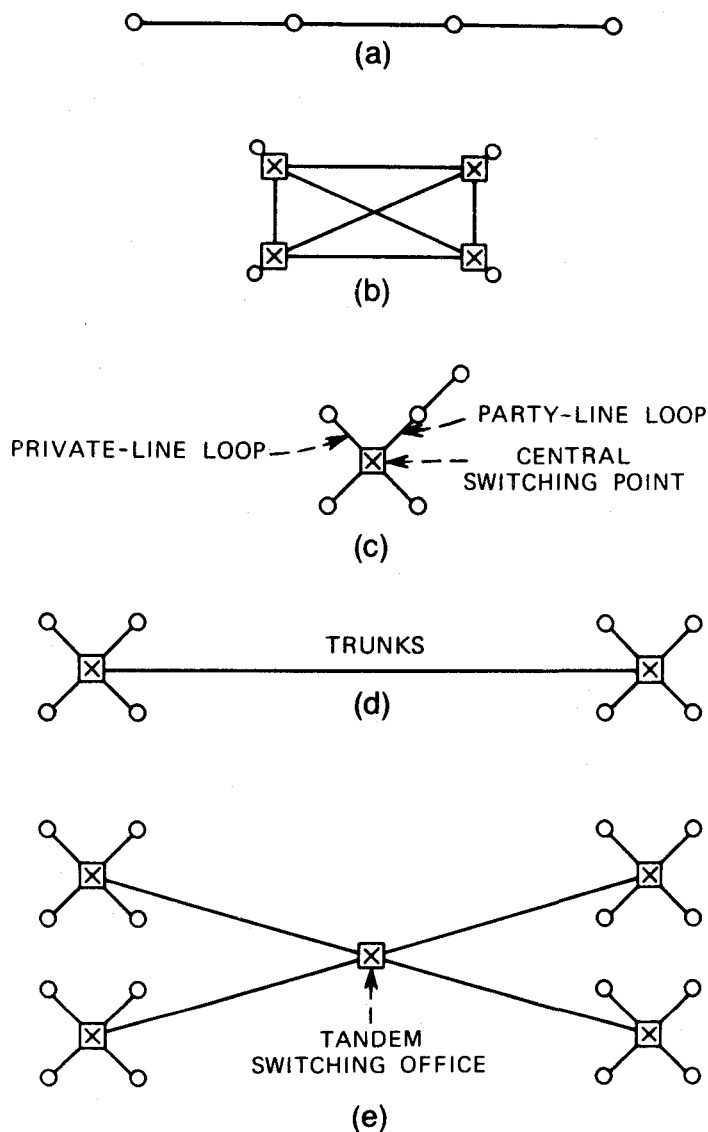 (a)
(b)
PRIVATE-LINE LOOP
PARTY-LINE LOOP
CENTRAL
SWITCHING POINT
(c)
TRUNKS
(d)
TANDEM
SWITCHING OFFICE
(e)